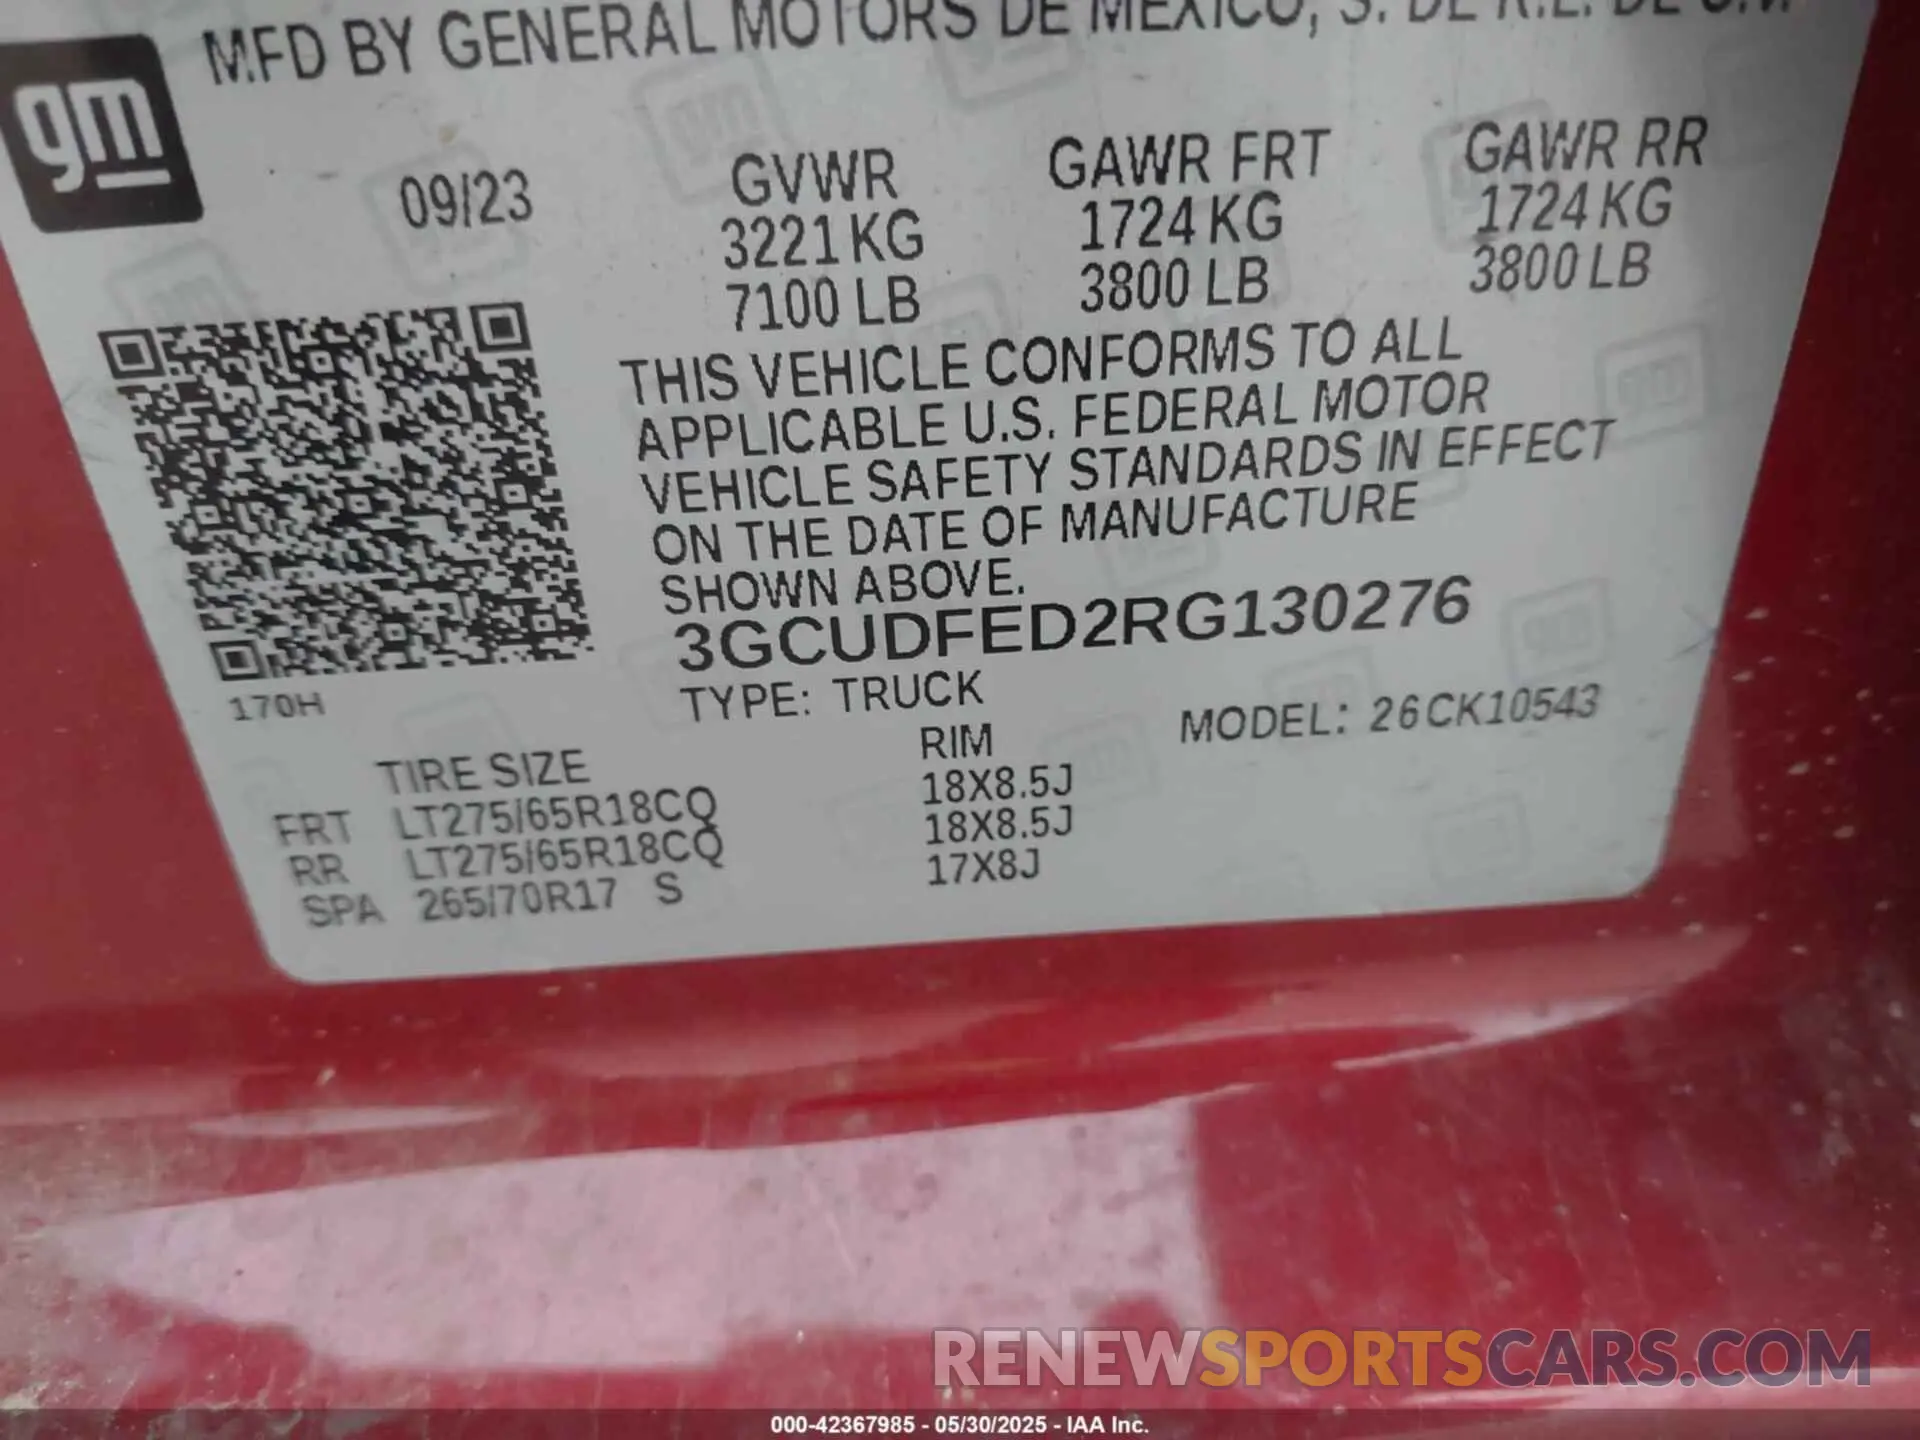 MFD BY GENERAL MOTORS DE MEXICO, S. DE R.L. DE C.V.
gm
09/23
GVWR GAWR FRT GAWR RR
3221 KG 1724 KG 1724 KG
7100 LB 3800 LB 3800 LB
THIS VEHICLE CONFORMS TO ALL
APPLICABLE U.S. FEDERAL MOTOR
VEHICLE SAFETY STANDARDS IN EFFECT
ON THE DATE OF MANUFACTURE
SHOWN ABOVE.
3GCUDFED2RG130276
170H
TYPE: TRUCK MODEL: 26CK10543
TIRE SIZE RIM
FRT LT275/65R18CQ 18X8.5J
RR LT275/65R18CQ 18X8.5J
SPA 265/70R17 S 17X8J
RENEWSPORTSCARS.COM
000-42367985 - 05/30/2025 - IAA Inc.